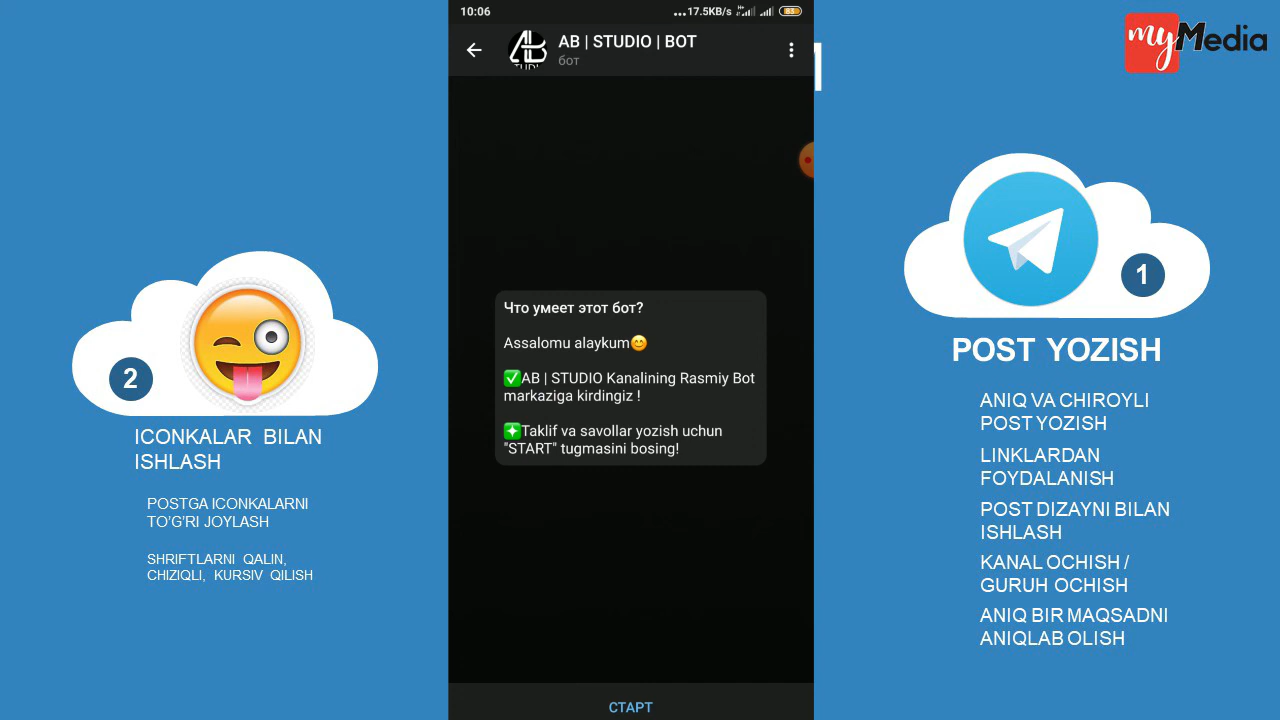 10:06
17.5KB/s
83
AB | STUDIO | BOT
бот
Что умеет этот бот?
Assalomu alaykum😊
✅AB | STUDIO Kanalining Rasmiy Bot
markaziga kirdingiz !
Taklif va savollar yozish uchun
"START" tugmasini bosing!
СТАРТ
2
ICONKALAR BILAN
ISHLASH
POSTGA ICONKALARNI
TO'G'RI JOYLASH
SHRIFTLARNI QALIN,
CHIZIQLI, KURSIV QILISH
myMedia
1
POST YOZISH
ANIQ VA CHIROYLI
POST YOZISH
LINKLARDAN
FOYDALANISH
POST DIZAYNI BILAN
ISHLASH
KANAL OCHISH /
GURUH OCHISH
ANIQ BIR MAQSADNI
ANIQLAB OLISH